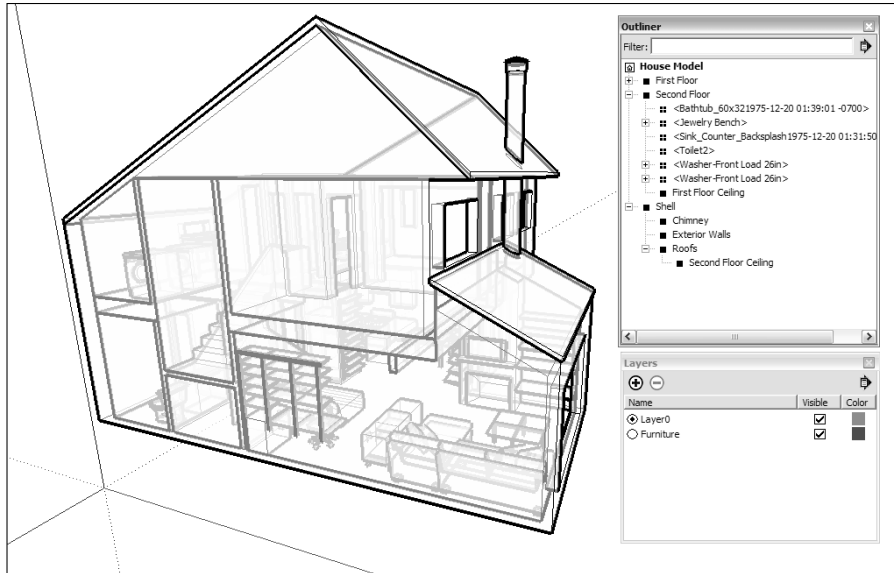 Outliner
Filter:
House Model
First Floor
Second Floor
<Bathtub_60x321975-12-20 01:39:01 -0700>
<Jewelry Bench>
<Sink_Counter_Backsplash1975-12-20 01:31:50
<Toilet2>
<Washer-Front Load 26in>
<Washer-Front Load 26in>
First Floor Ceiling
Shell
Chimney
Exterior Walls
Roofs
Second Floor Ceiling
Layers
Name Visible Color
Layer0
Furniture